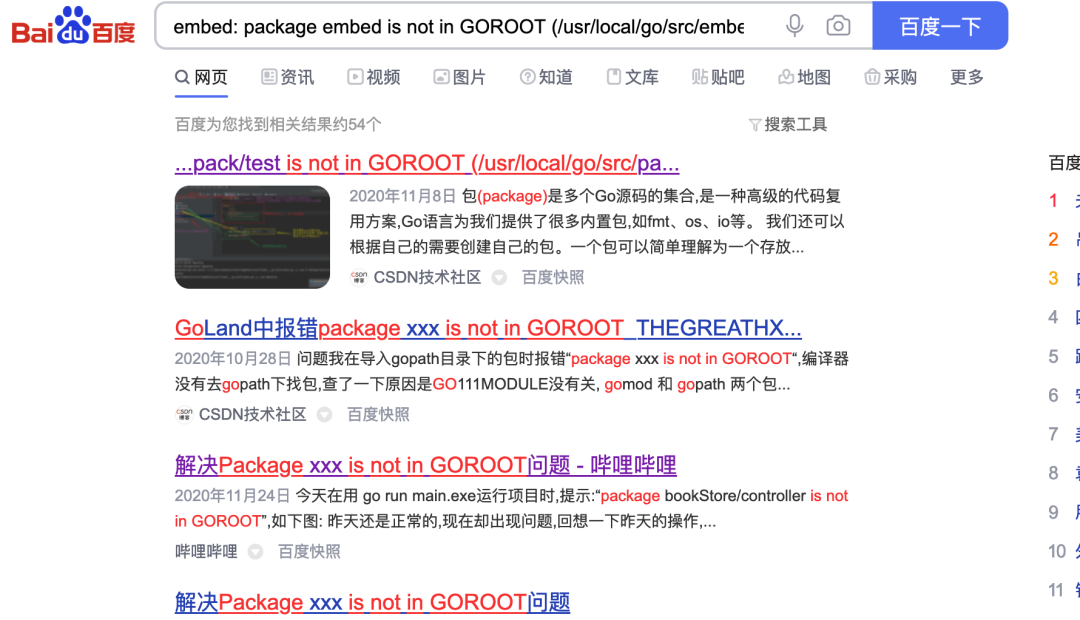 Bai du 百度
embed: package embed is not in GOROOT (/usr/local/go/src/embe
百度一下
网页 资讯 视频 图片 知道 文库 贴吧 地图 采购 更多
百度为您找到相关结果约54个 搜索工具
...pack/test is not in GOROOT (/usr/local/go/src/pa...
2020年11月8日 包(package)是多个Go源码的集合,是一种高级的代码复
用方案,Go语言为我们提供了很多内置包,如fmt、os、io等。 我们还可以
根据自己的需要创建自己的包。一个包可以简单理解为一个存放...
CSDN博客 CSDN技术社区 百度快照
GoLand中报错package xxx is not in GOROOT_THEGREATHX...
2020年10月28日 问题我在导入gopath目录下的包时报错“package xxx is not in GOROOT“,编译器
没有去gopath下找包,查了一下原因是GO111MODULE没有关, gomod 和 gopath 两个包...
CSDN博客 CSDN技术社区 百度快照
解决Package xxx is not in GOROOT问题 - 哔哩哔哩
2020年11月24日 今天在用 go run main.exe运行项目时,提示:“package bookStore/controller is not
in GOROOT”,如下图: 昨天还是正常的,现在却出现问题,回想一下昨天的操作,...
哔哩哔哩 百度快照
解决Package xxx is not in GOROOT问题
百度
1
2
3
4
5
6
7
8
9
10
11